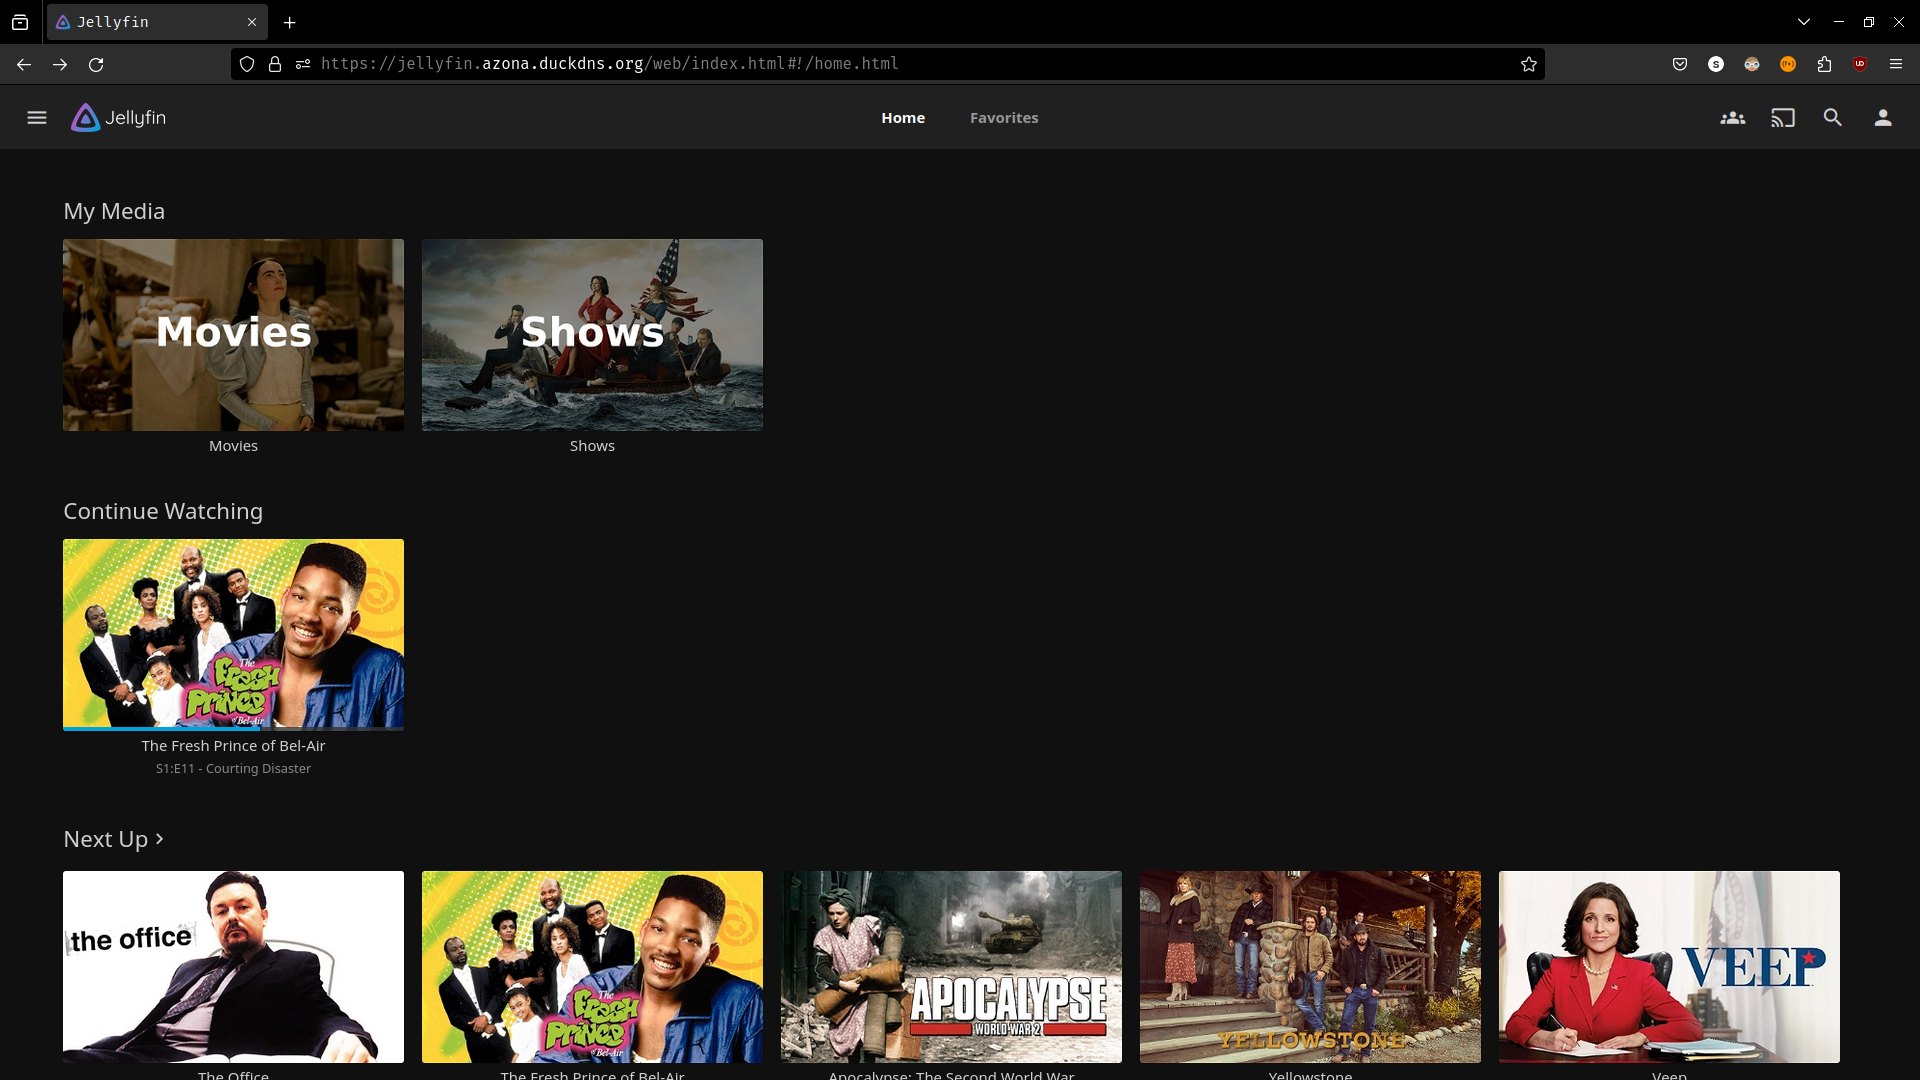 Jellyfin
https://jellyfin.azona.duckdns.org/web/index.html#!/home.html
Jellyfin
Home
Favorites
My Media
Movies
Shows
Movies
Shows
Continue Watching
The
FRESH
PRINCE
of Bel-Air
The Fresh Prince of Bel-Air
S1:E11 - Courting Disaster
Next Up
the office
The
FRESH
PRINCE
of Bel-Air
APOCALYPSE
WORLD WAR 2
YELLOWSTONE
VEEP
The Office
The Fresh Prince of Bel-Air
Apocalypse: The Second World War
Yellowstone
Veep